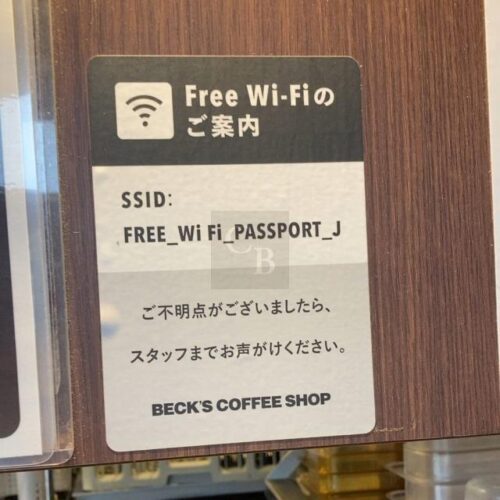 Free Wi-Fiの
ご案内
SSID:
FREE_Wi Fi_PASSPORT_J
CB
ご不明点がございましたら、
スタッフまでお声がけください。
BECK'S COFFEE SHOP